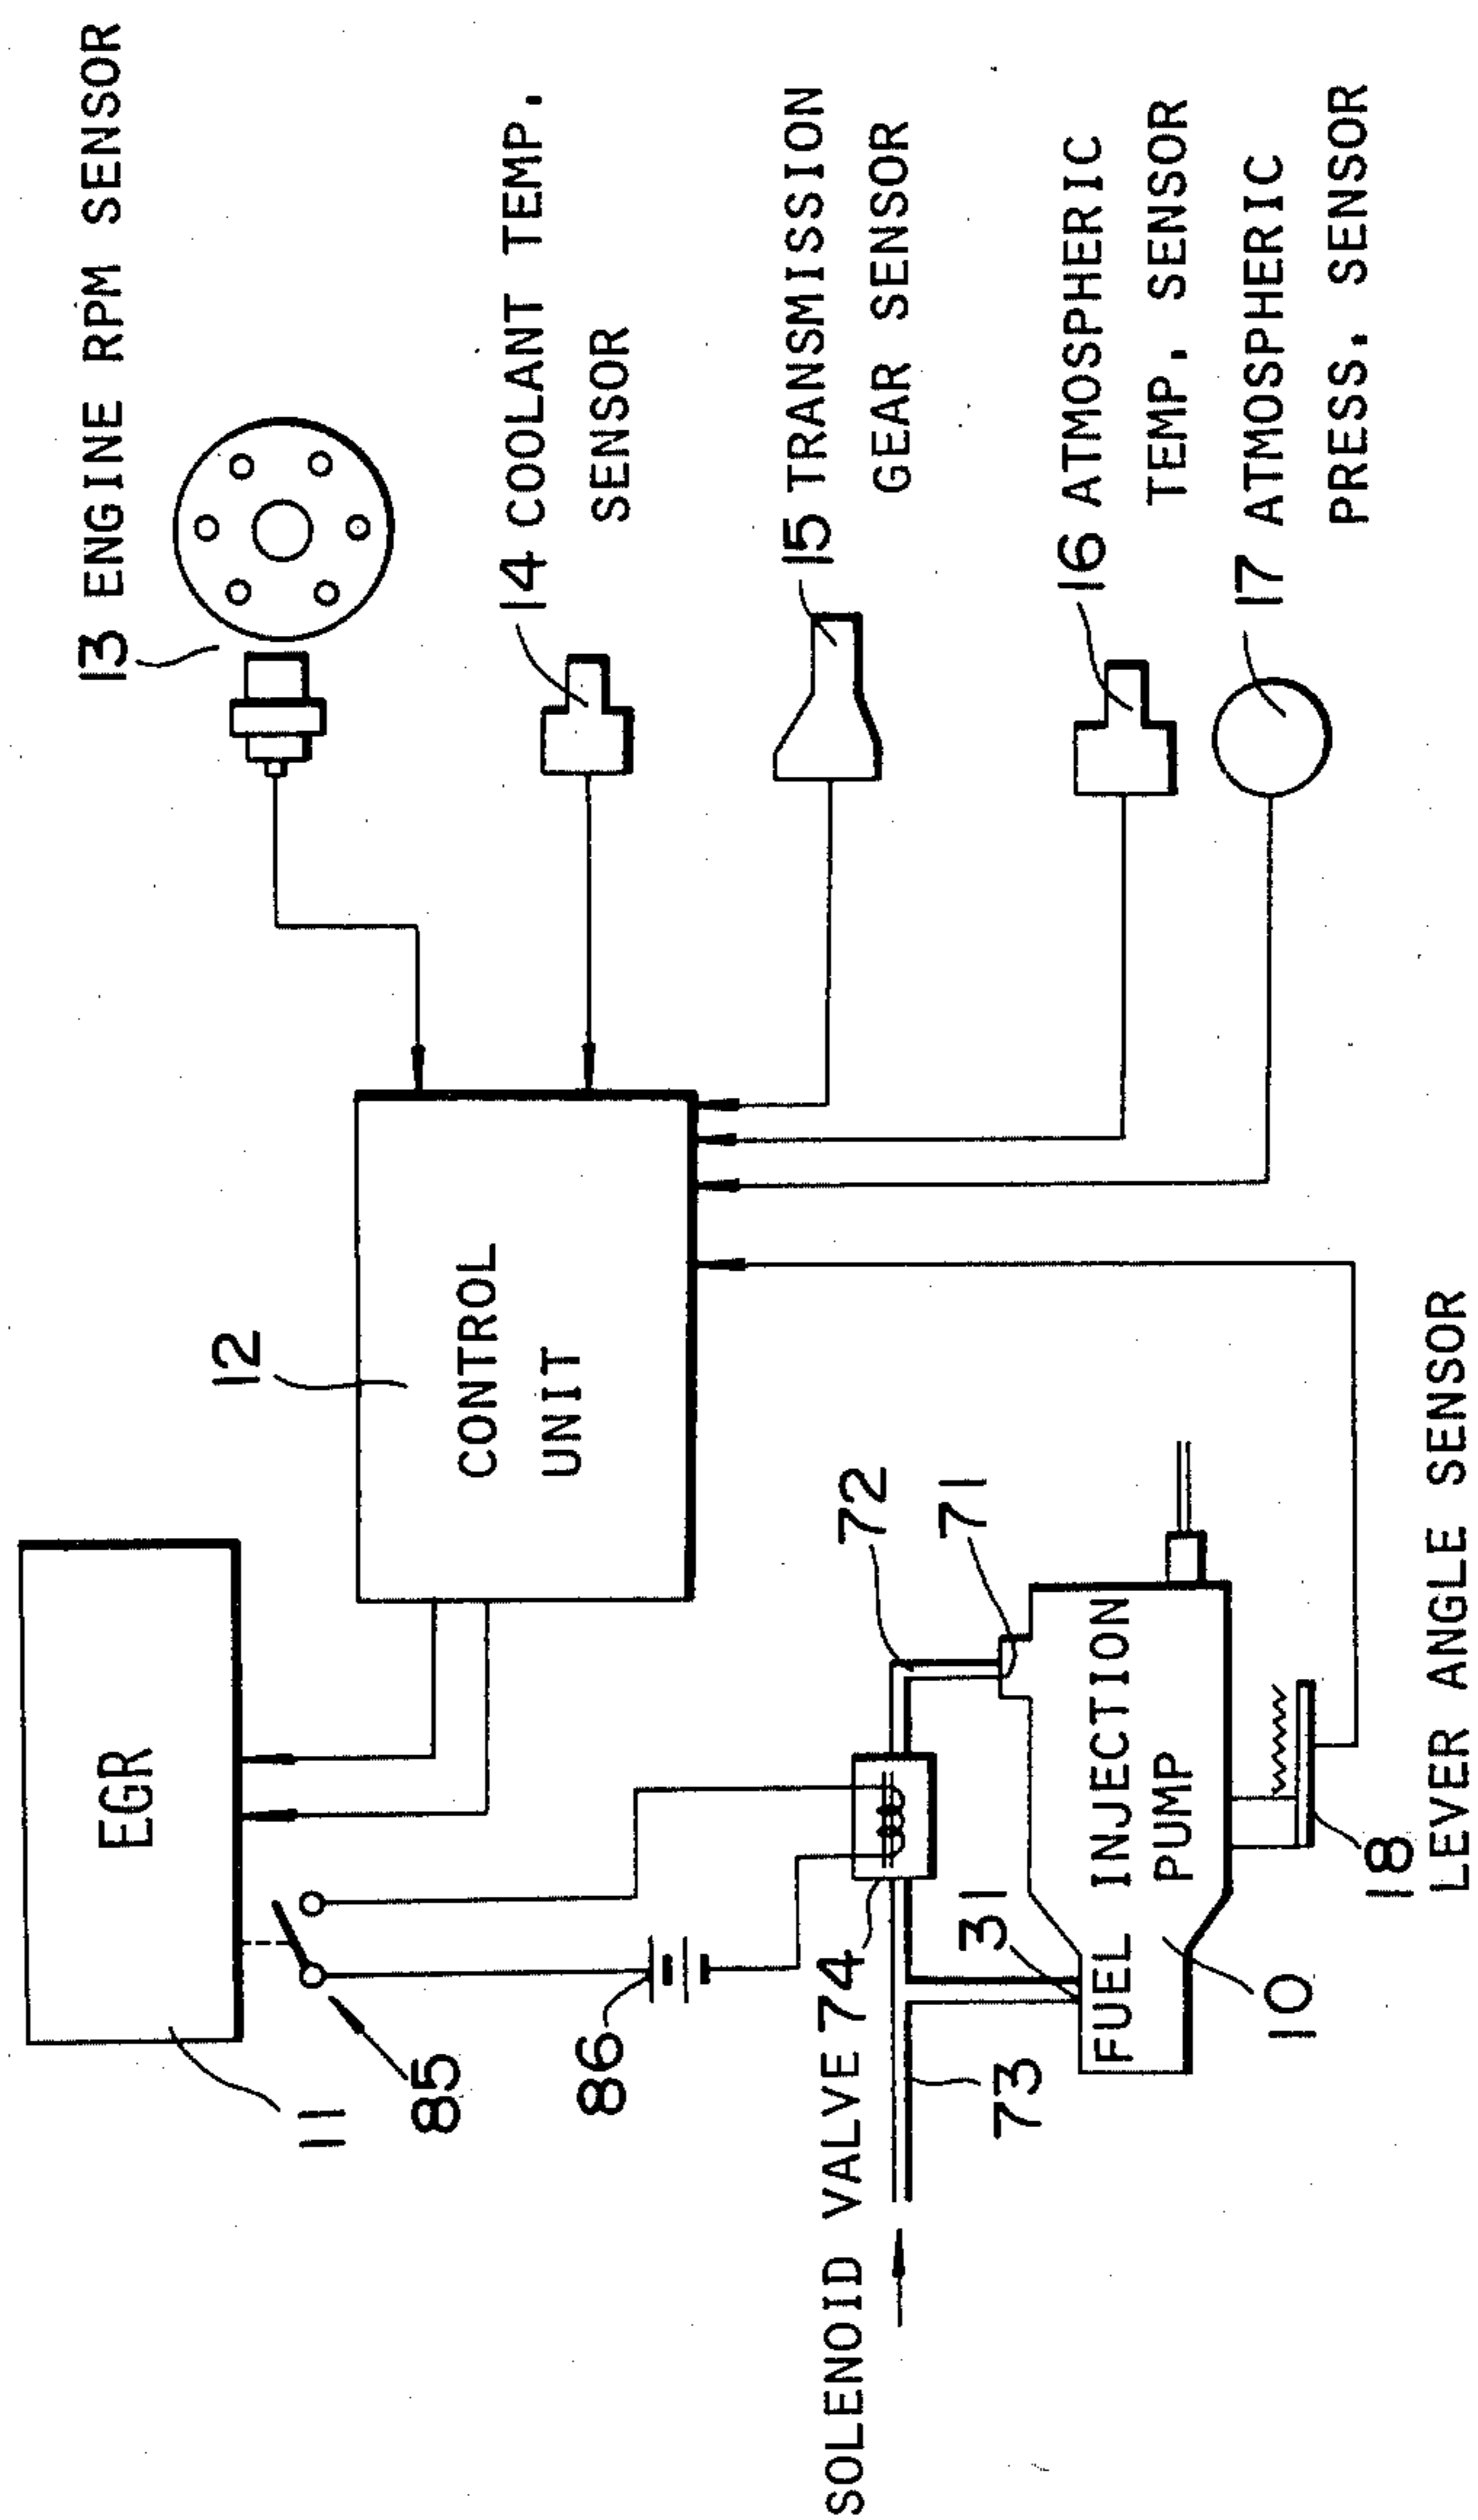 13 ENGINE RPM SENSOR
14 COOLANT TEMP.
SENSOR
15 TRANSMISSION
GEAR SENSOR
16 ATMOSPHERIC
TEMP. SENSOR
17 ATMOSPHERIC
PRESS. SENSOR
12
CONTROL
UNIT
EGR
11
85
86
72
71
SOLENOID VALVE 74
31
73
FUEL INJECTION
PUMP
10
18
LEVER ANGLE SENSOR